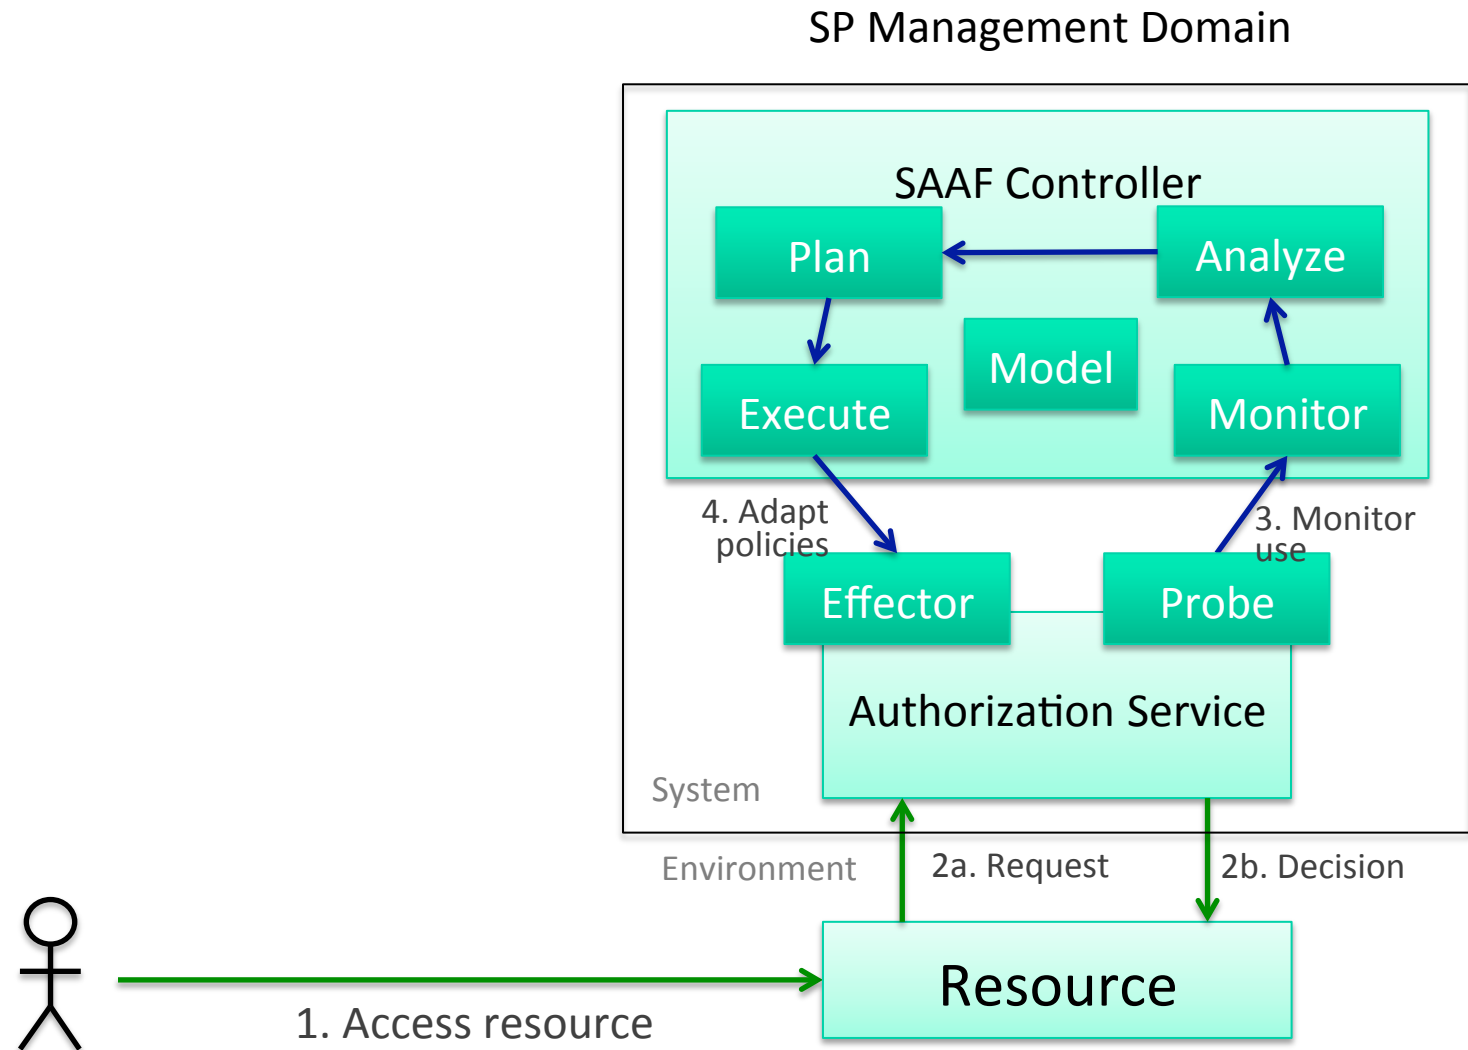 SP Management Domain
SAAF Controller
Plan
Analyze
Model
Execute
Monitor
4. Adapt
policies
3. Monitor
use
Effector
Probe
Authorization Service
System
Environment
2a. Request
2b. Decision
Resource
1. Access resource